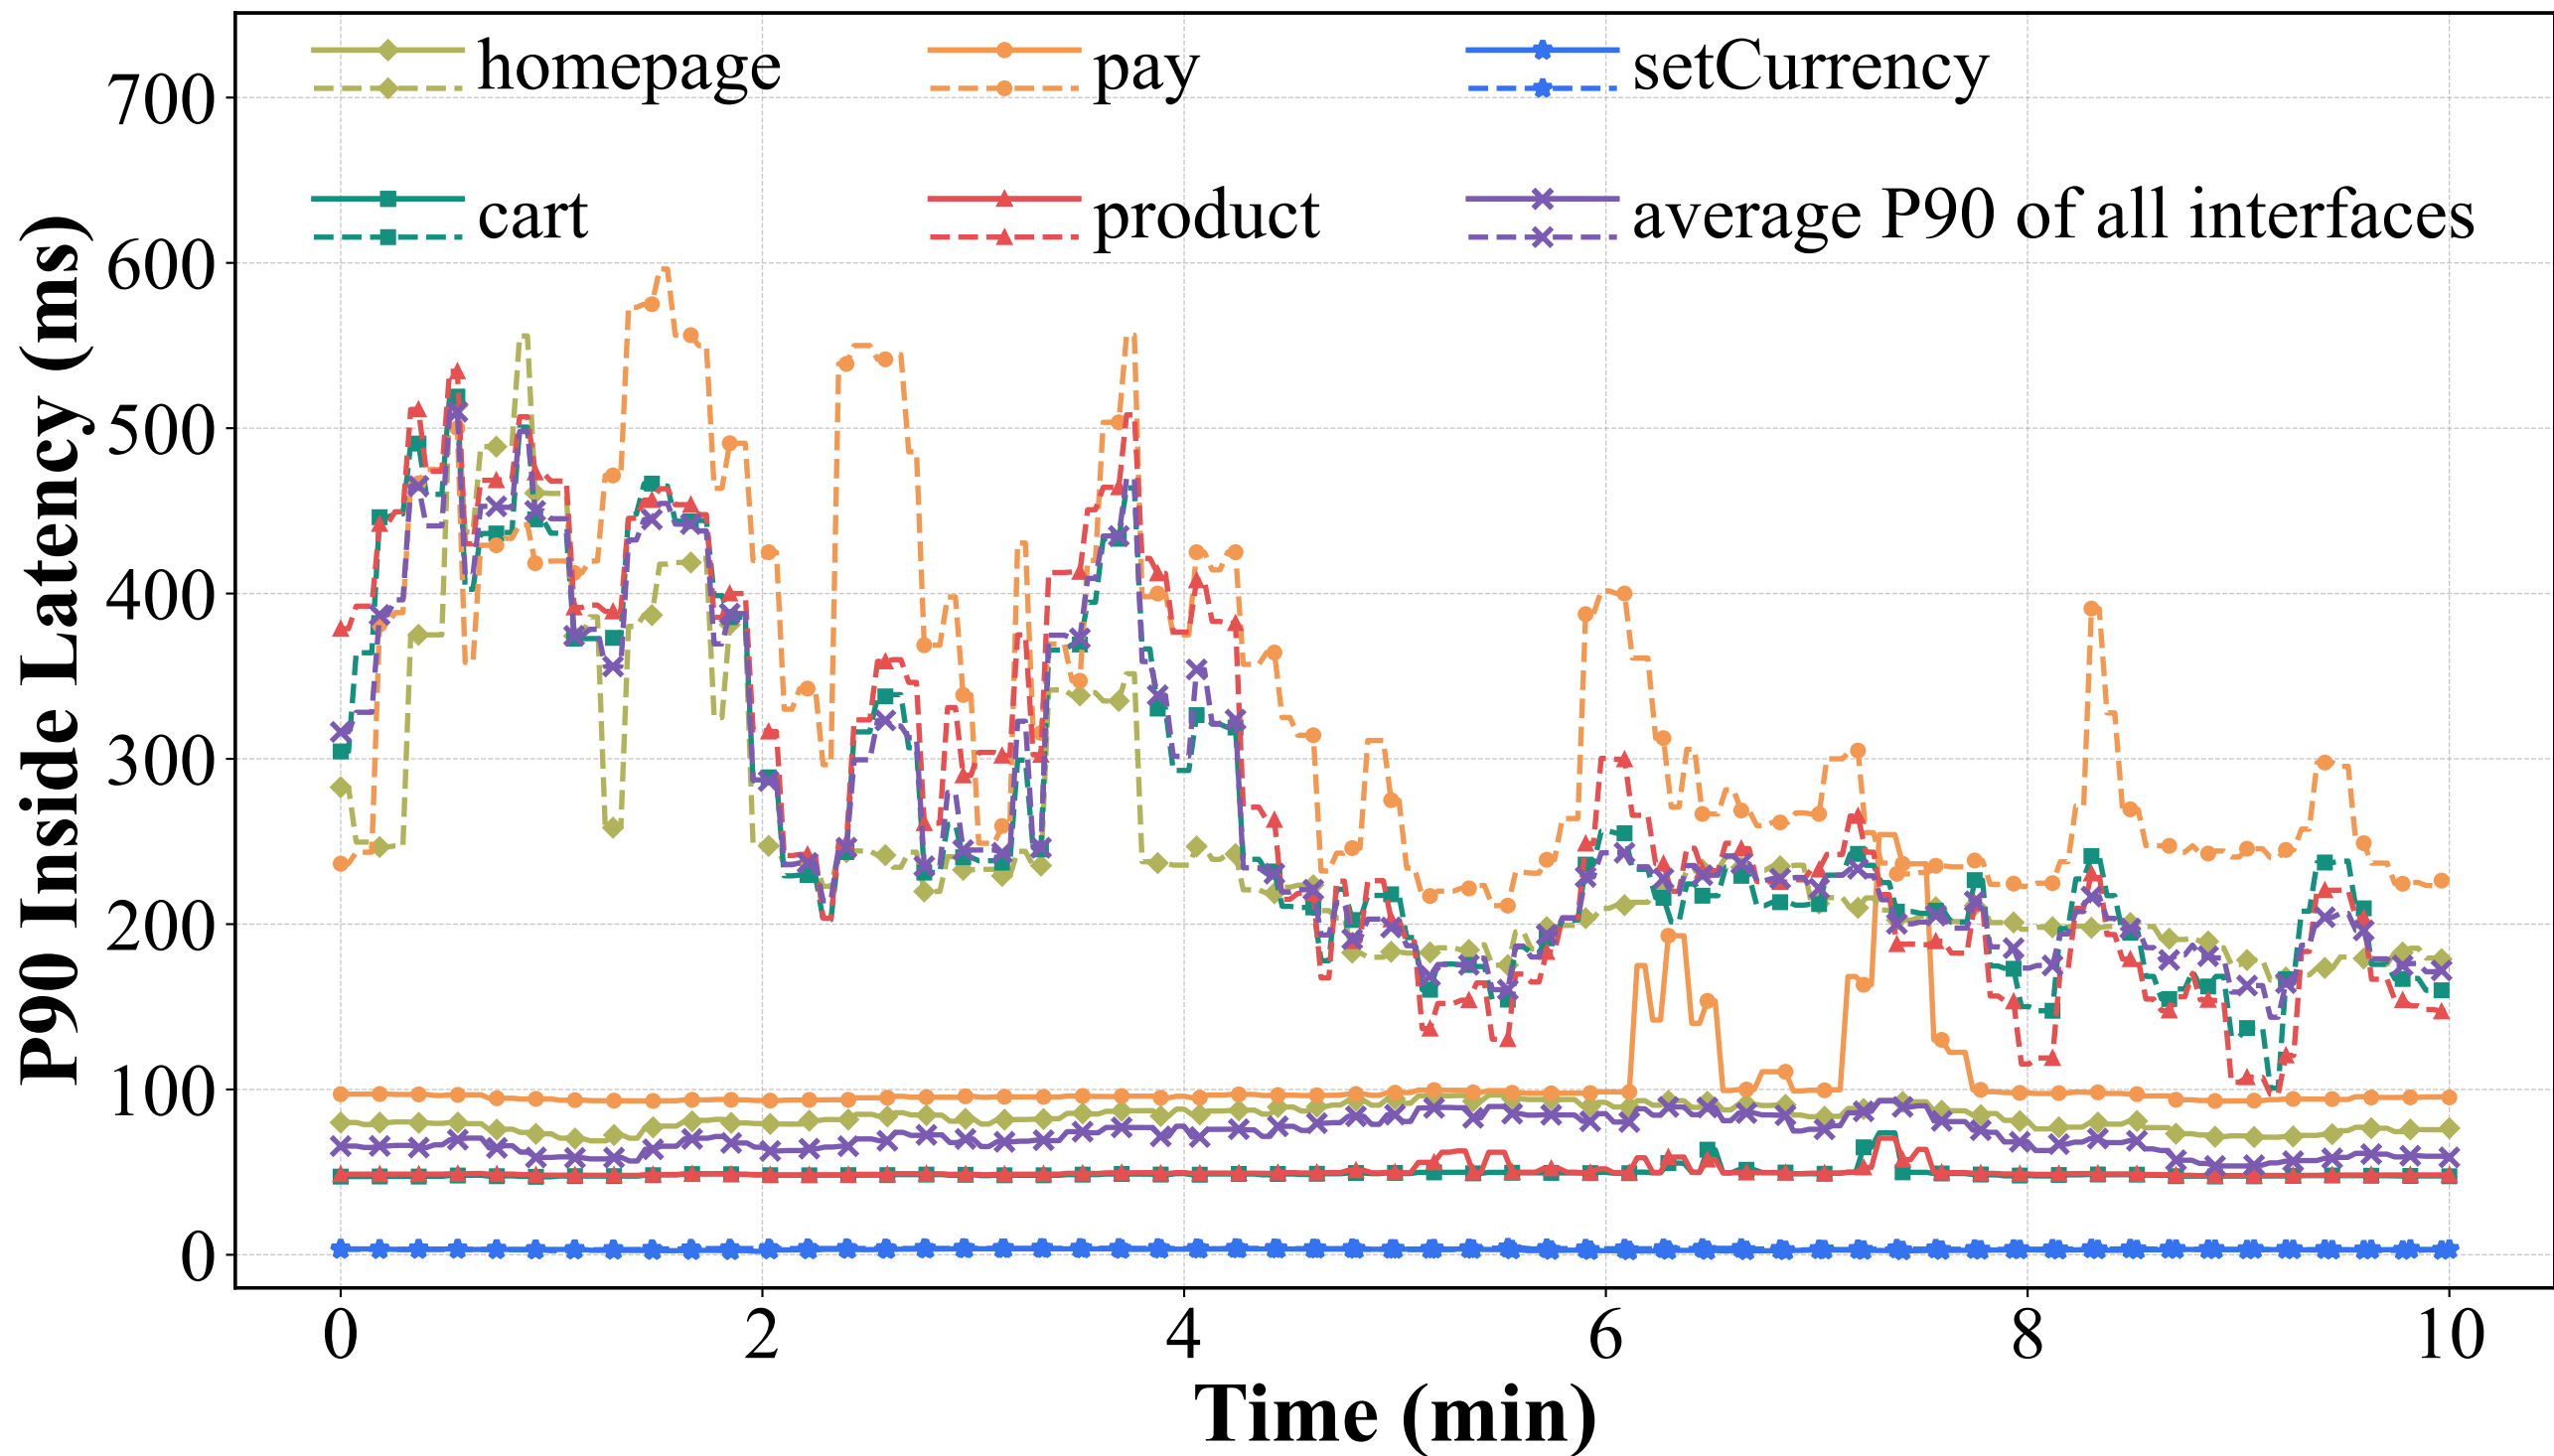 homepage pay setCurrency
cart product average P90 of all interfaces
P90 Inside Latency (ms)
700
600
500
400
300
200
100
0
0 2 4 6 8 10
Time (min)